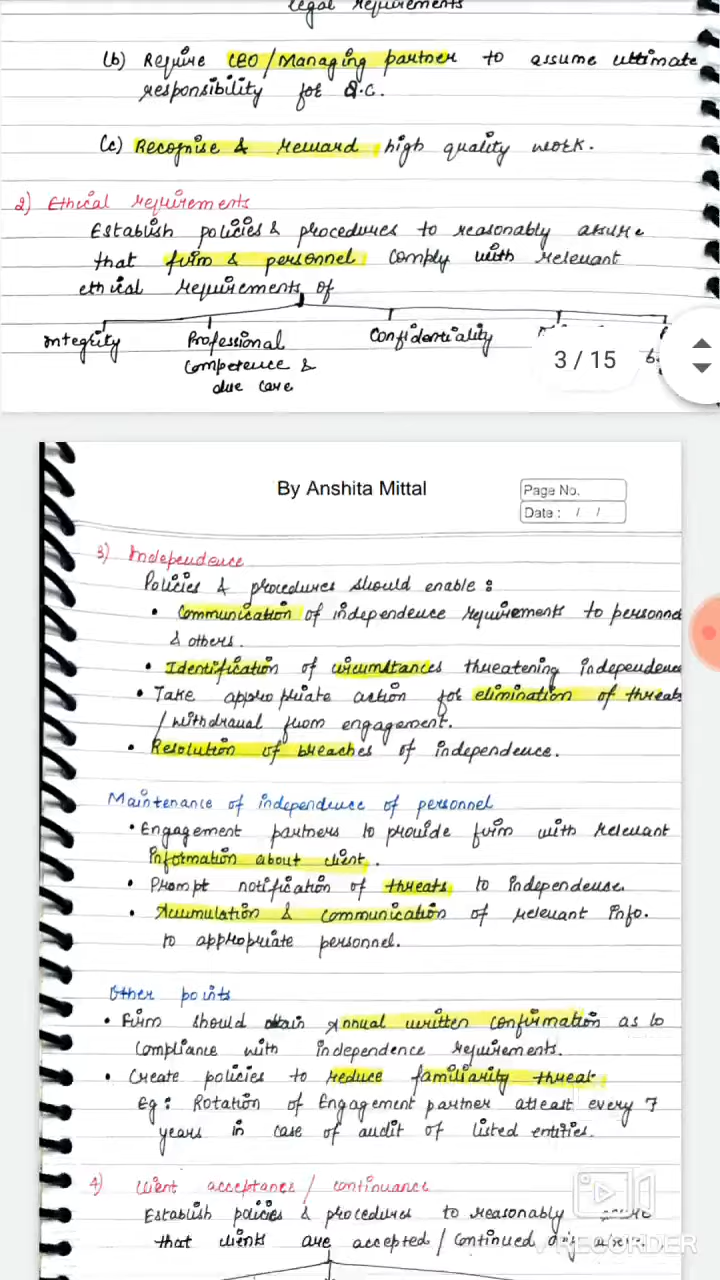 legal requirements
(b) Require CEO/Managing partner to assume ultimate
responsibility for Q.C.
(c) Recognise & reward high quality work.
2) Ethical requirements
Establish policies & procedures to reasonably assure
that firm & personnel comply with relevant
ethical requirements of
Integrity Professional Confidentiality
Competence &
due care
3 / 15
By Anshita Mittal
Page No.
Date : / /
3) Independence
Policies & procedures should enable :
• Communication of independence requirements to personnel
& others.
• Identification of circumstances threatening independence
• Take appropriate action for elimination of threats
/withdrawal from engagement.
• Resolution of breaches of independence.
Maintenance of independence of personnel
• Engagement partners to provide firm with relevant
information about client.
• Prompt notification of threats to independence.
• Accumulation & communication of relevant info.
to appropriate personnel.
Other points
• Firm should obtain annual written confirmation as to
compliance with independence requirements.
• Create policies to reduce familiarity threat.
Eg: Rotation of Engagement partner atleast every 7
years in case of audit of listed entities.
4) Client acceptance / continuance
Establish policies & procedures to reasonably
that clients are accepted / continued only
RECORDER